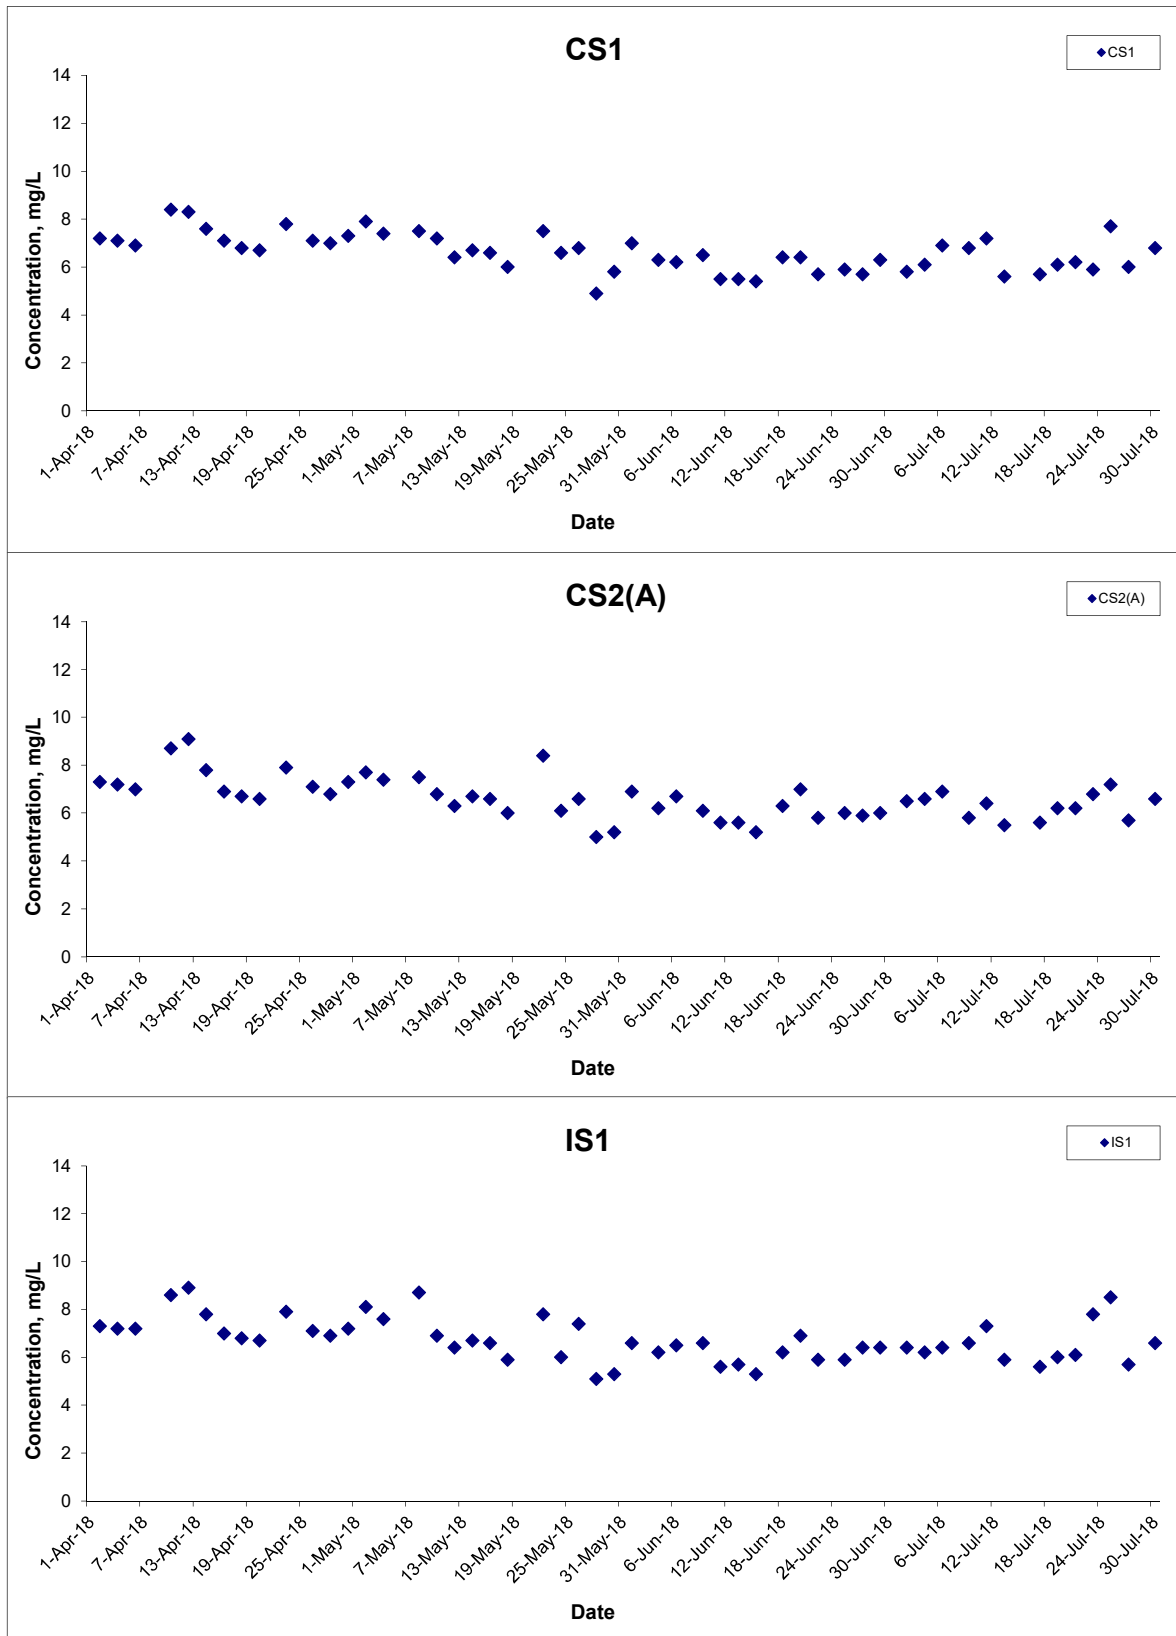 CS1
CS1
Concentration, mg/L
14
12
10
8
6
4
2
0
1-Apr-18
7-Apr-18
13-Apr-18
19-Apr-18
25-Apr-18
1-May-18
7-May-18
13-May-18
19-May-18
25-May-18
31-May-18
6-Jun-18
12-Jun-18
18-Jun-18
24-Jun-18
30-Jun-18
6-Jul-18
12-Jul-18
18-Jul-18
24-Jul-18
30-Jul-18
Date
CS2(A)
CS2(A)
Concentration, mg/L
14
12
10
8
6
4
2
0
1-Apr-18
7-Apr-18
13-Apr-18
19-Apr-18
25-Apr-18
1-May-18
7-May-18
13-May-18
19-May-18
25-May-18
31-May-18
6-Jun-18
12-Jun-18
18-Jun-18
24-Jun-18
30-Jun-18
6-Jul-18
12-Jul-18
18-Jul-18
24-Jul-18
30-Jul-18
Date
IS1
IS1
Concentration, mg/L
14
12
10
8
6
4
2
0
1-Apr-18
7-Apr-18
13-Apr-18
19-Apr-18
25-Apr-18
1-May-18
7-May-18
13-May-18
19-May-18
25-May-18
31-May-18
6-Jun-18
12-Jun-18
18-Jun-18
24-Jun-18
30-Jun-18
6-Jul-18
12-Jul-18
18-Jul-18
24-Jul-18
30-Jul-18
Date